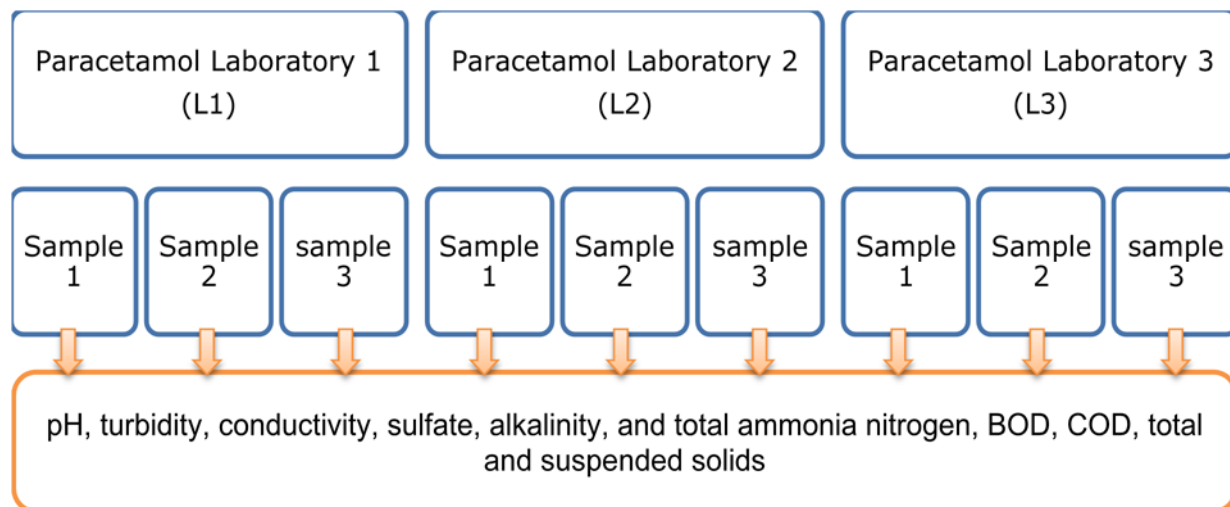 Paracetamol Laboratory 1
(L1)
Paracetamol Laboratory 2
(L2)
Paracetamol Laboratory 3
(L3)
Sample
1
Sample
2
sample
3
Sample
1
Sample
2
sample
3
Sample
1
Sample
2
sample
3
pH, turbidity, conductivity, sulfate, alkalinity, and total ammonia nitrogen, BOD, COD, total
and suspended solids